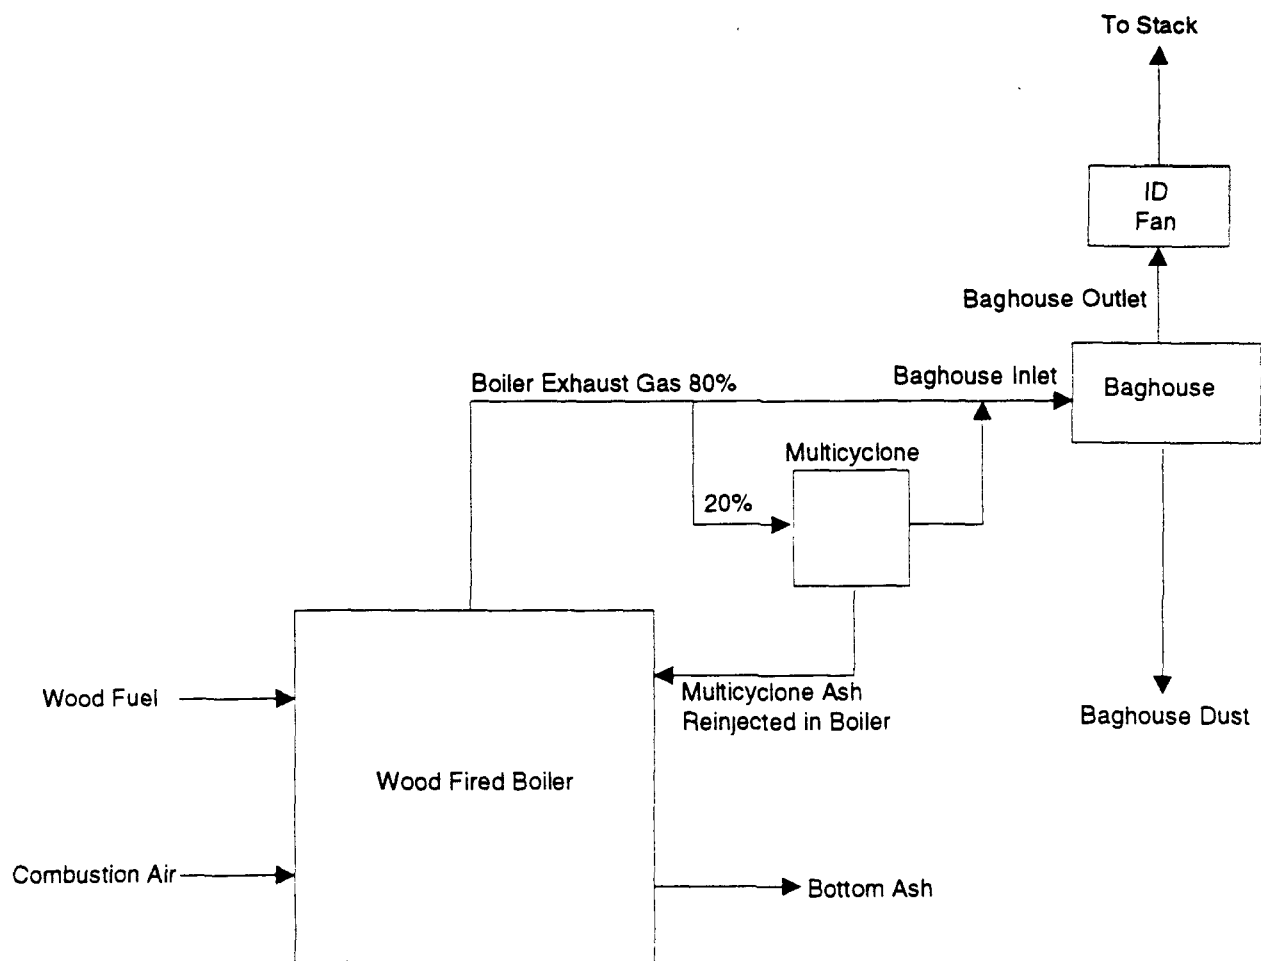 To Stack
ID
Fan
Baghouse Outlet
Boiler Exhaust Gas 80%
Baghouse Inlet
Baghouse
Multicyclone
20%
Wood Fuel
Multicyclone Ash
Reinjected in Boiler
Baghouse Dust
Wood Fired Boiler
Combustion Air
Bottom Ash